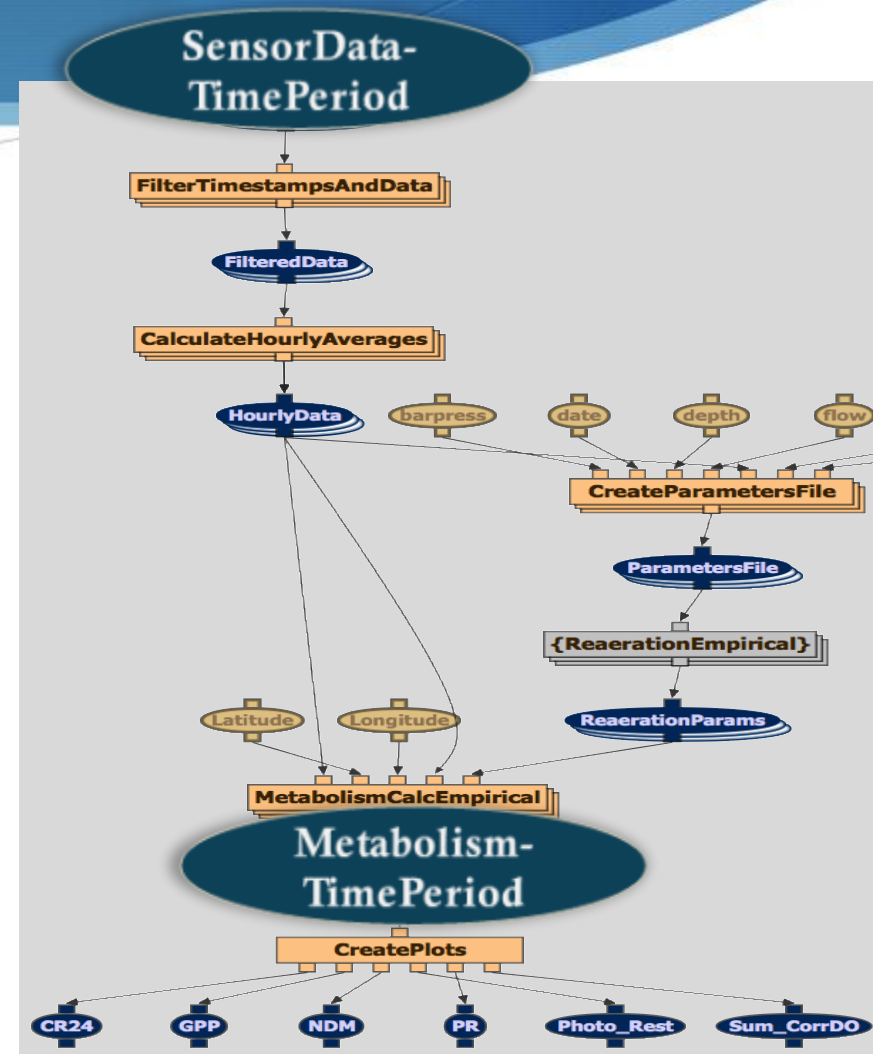 SensorData-
TimePeriod
FilterTimestampsAndData
FilteredData
CalculateHourlyAverages
HourlyData
barpress
date
depth
flow
CreateParametersFile
ParametersFile
{ReaerationEmpirical}
Latitude
Longitude
ReaerationParams
MetabolismCalcEmpirical
Metabolism-
TimePeriod
CreatePlots
CR24
GPP
NDM
PR
Photo_Rest
Sum_CorrDO